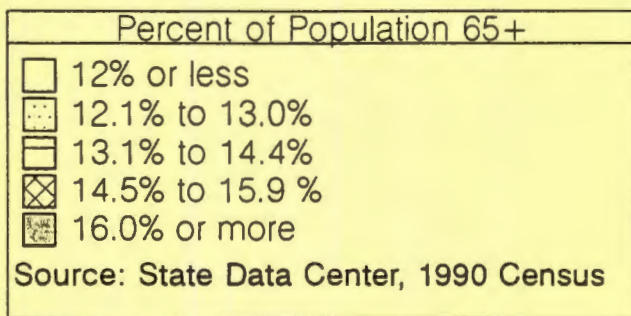 Percent of Population 65+
12% or less
12.1% to 13.0%
13.1% to 14.4%
14.5% to 15.9 %
16.0% or more
Source: State Data Center, 1990 Census